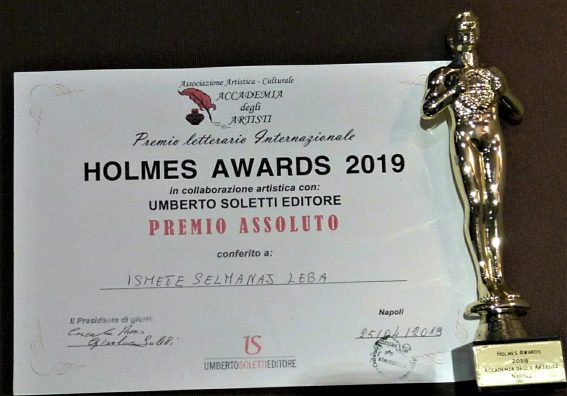 Associazione Artistica - Culturale
ACCADEMIA
degli
ARTISTI
Premio letterario Internazionale
HOLMES AWARDS 2019
in collaborazione artistica con:
UMBERTO SOLETTI EDITORE
PREMIO ASSOLUTO
conferito a:
ISMETE SELMANAJ LEBA
Il Presidente di giuria
Soletti
Napoli
25/04/2019
US
UMBERTOSOLETTIEDITORE
HOLMES AWARDS
2019
ACCADEMIA DEGLI ARTISTI
NAPOLI